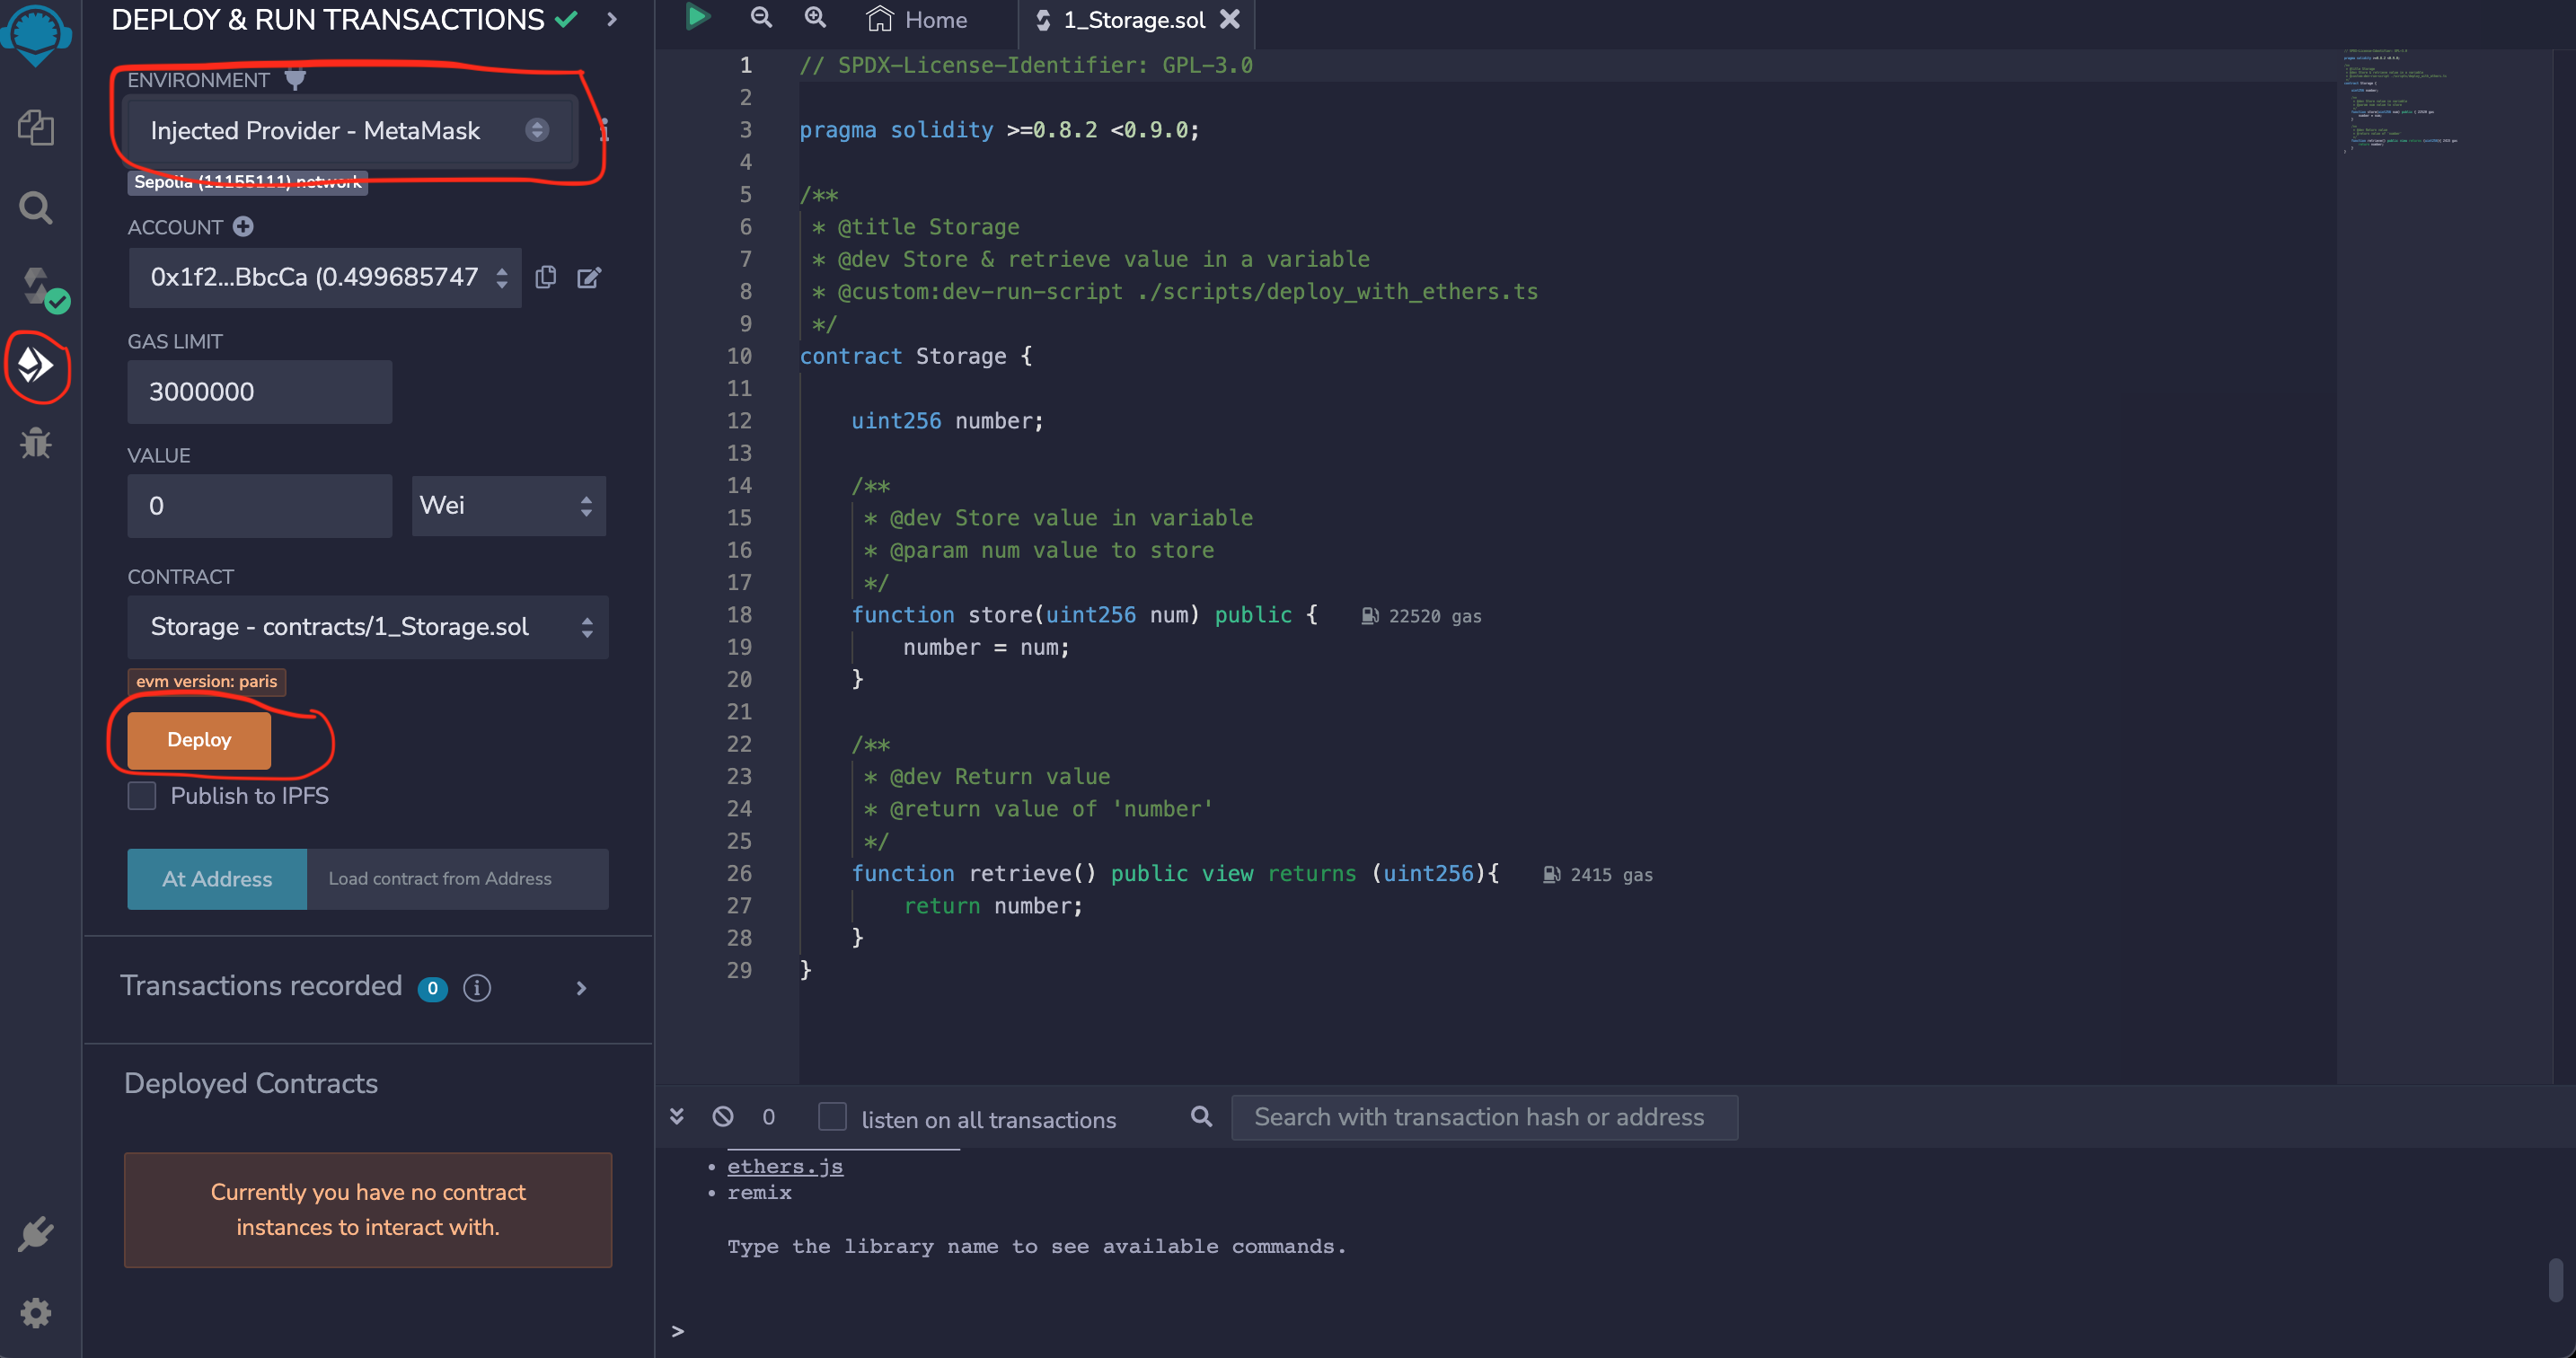 DEPLOY & RUN TRANSACTIONS
ENVIRONMENT
Injected Provider - MetaMask
Sepolia (11155111) network
ACCOUNT
0x1f2...BbcCa (0.499685747
GAS LIMIT
3000000
VALUE
0
Wei
CONTRACT
Storage - contracts/1_Storage.sol
evm version: paris
Deploy
Publish to IPFS
At Address
Load contract from Address
Transactions recorded 0 i
Deployed Contracts
Currently you have no contract
instances to interact with.
Home
1_Storage.sol
1 // SPDX-License-Identifier: GPL-3.0
2
3 pragma solidity >=0.8.2 <0.9.0;
4
5 /**
6  * @title Storage
7  * @dev Store & retrieve value in a variable
8  * @custom:dev-run-script ./scripts/deploy_with_ethers.ts
9  */
10 contract Storage {
11
12     uint256 number;
13
14     /**
15      * @dev Store value in variable
16      * @param num value to store
17      */
18     function store(uint256 num) public { 22520 gas
19         number = num;
20     }
21
22     /**
23      * @dev Return value
24      * @return value of 'number'
25      */
26     function retrieve() public view returns (uint256){ 2415 gas
27         return number;
28     }
29 }
0
listen on all transactions
Search with transaction hash or address
• ethers.js
• remix
Type the library name to see available commands.
>